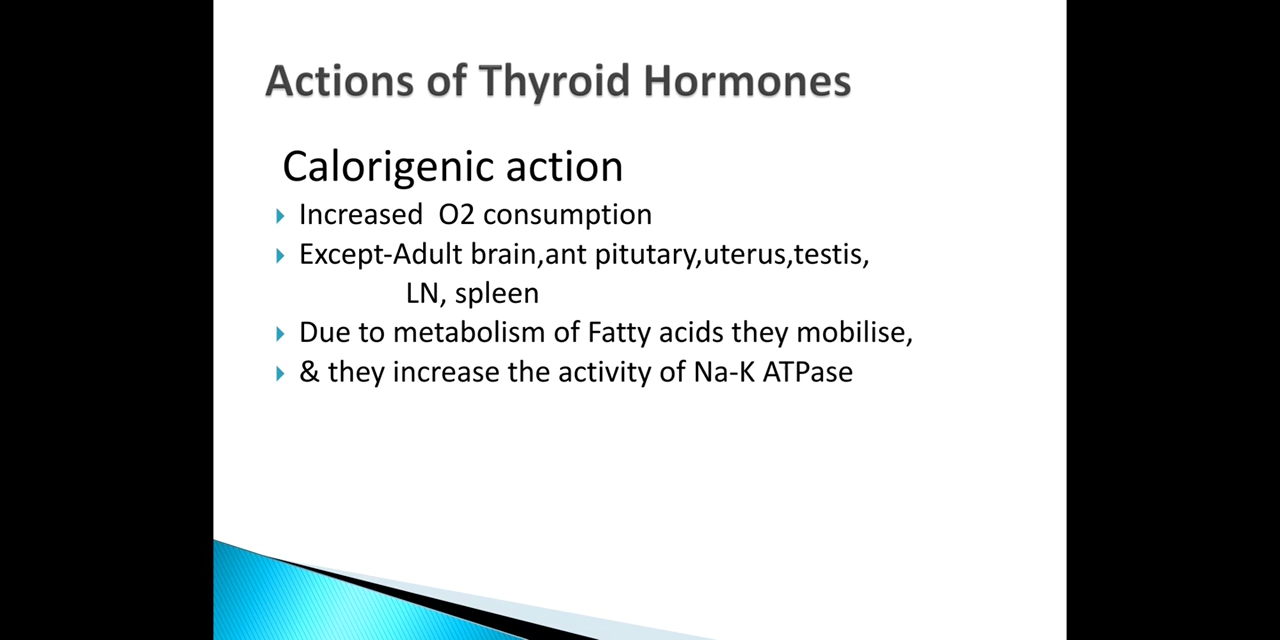 Actions of Thyroid Hormones
Calorigenic action
Increased O2 consumption
Except-Adult brain,ant pitutary,uterus,testis,
LN, spleen
Due to metabolism of Fatty acids they mobilise,
& they increase the activity of Na-K ATPase